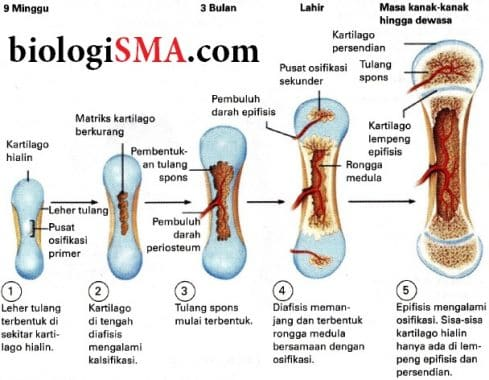 9 Minggu
3 Bulan
Lahir
Masa kanak-kanak
hingga dewasa
biologiSMA.com
Kartilago
hialin
Leher tulang
Pusat
osifikasi
primer
Matriks kartilago
berkurang
Pembentuk-
an tulang
spons
Pembuluh
darah
periosteum
Pembuluh
darah epifisis
Pusat osifikasi
sekunder
Rongga
medula
Kartilago
persendian
Tulang
spons
Kartilago
lempeng
epifisis
1
Leher tulang
terbentuk di
sekitar karti-
lago hialin.
2
Kartilago
di tengah
diafisis
mengalami
kalsifikasi.
3
Tulang spons
mulai terbentuk.
4
Diafisis meman-
jang dan terbentuk
rongga medula
bersamaan dengan
osifikasi.
5
Epifisis mengalami
osifikasi. Sisa-sisa
kartilago hialin
hanya ada di lem-
peng epifisis dan
persendian.